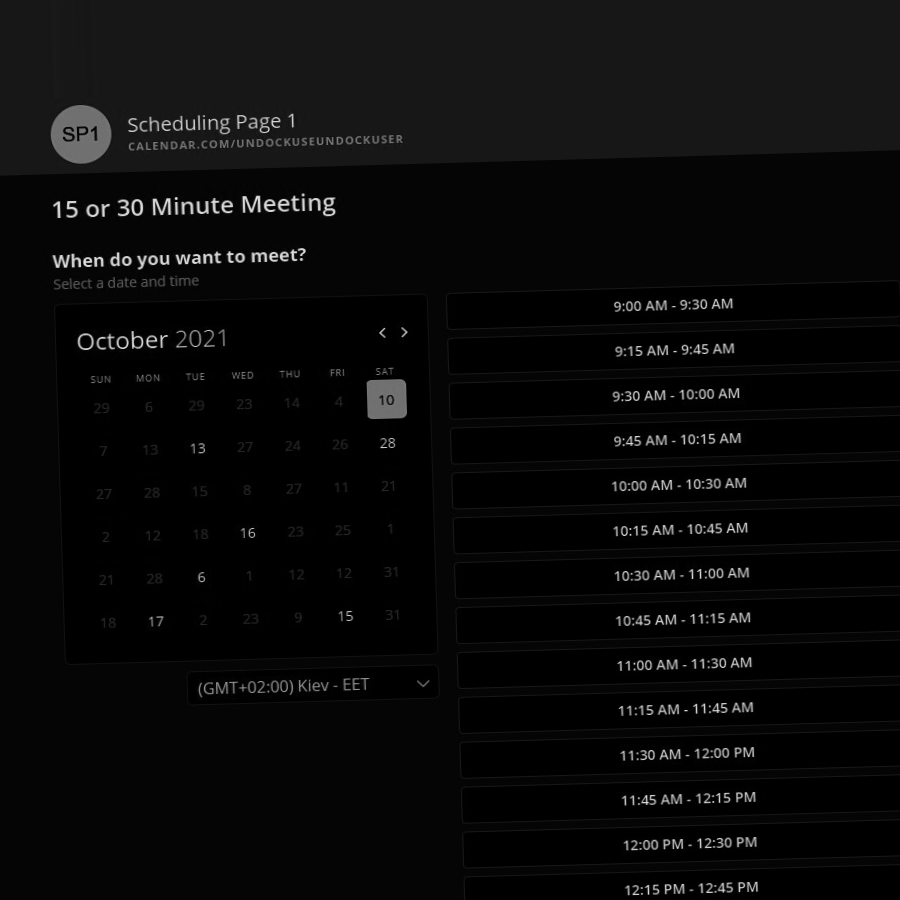 SP1
Scheduling Page 1
CALENDAR.COM/UNDOCKUSEUNDOCKUSER
15 or 30 Minute Meeting
When do you want to meet?
Select a date and time
October 2021
SUN MON TUE WED THU FRI SAT
29 6 29 23 14 4 10
7 13 13 27 24 26 28
27 28 15 8 27 11 21
2 12 18 16 23 25 1
21 28 6 1 12 12 31
18 17 2 23 9 15 31
(GMT+02:00) Kiev - EET
9:00 AM - 9:30 AM
9:15 AM - 9:45 AM
9:30 AM - 10:00 AM
9:45 AM - 10:15 AM
10:00 AM - 10:30 AM
10:15 AM - 10:45 AM
10:30 AM - 11:00 AM
10:45 AM - 11:15 AM
11:00 AM - 11:30 AM
11:15 AM - 11:45 AM
11:30 AM - 12:00 PM
11:45 AM - 12:15 PM
12:00 PM - 12:30 PM
12:15 PM - 12:45 PM